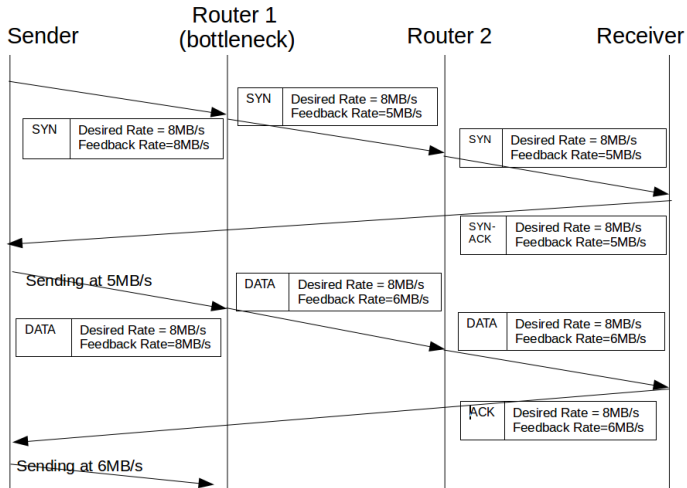 Sender
Router 1
(bottleneck)
Router 2
Receiver
SYN
Desired Rate = 8MB/s
Feedback Rate=5MB/s
SYN
Desired Rate = 8MB/s
Feedback Rate=8MB/s
SYN
Desired Rate = 8MB/s
Feedback Rate=5MB/s
SYN-
ACK
Desired Rate = 8MB/s
Feedback Rate=5MB/s
Sending at 5MB/s
DATA
Desired Rate = 8MB/s
Feedback Rate=6MB/s
DATA
Desired Rate = 8MB/s
Feedback Rate=8MB/s
DATA
Desired Rate = 8MB/s
Feedback Rate=6MB/s
ACK
Desired Rate = 8MB/s
Feedback Rate=6MB/s
Sending at 6MB/s